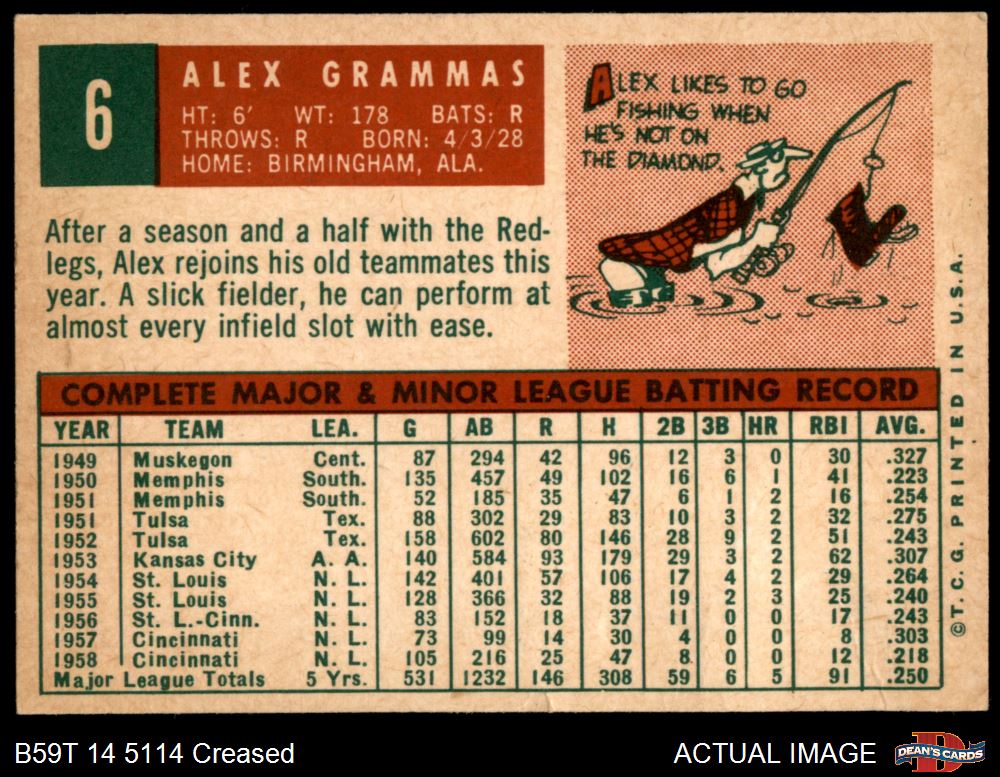 6
ALEX GRAMMAS
HT: 6' WT: 178 BATS: R
THROWS: R BORN: 4/3/28
HOME: BIRMINGHAM, ALA.
ALEX LIKES TO GO
FISHING WHEN
HE'S NOT ON
THE DIAMOND.
After a season and a half with the Red-
legs, Alex rejoins his old teammates this
year. A slick fielder, he can perform at
almost every infield slot with ease.
COMPLETE MAJOR & MINOR LEAGUE BATTING RECORD
YEAR TEAM LEA. G AB R H 2B 3B HR RBI AVG.
1949 Muskegon Cent. 87 294 42 96 12 3 0 30 .327
1950 Memphis South. 135 457 49 102 16 6 1 41 .223
1951 Memphis South. 52 185 35 47 6 1 2 16 .254
1951 Tulsa Tex. 88 302 29 83 10 3 2 32 .275
1952 Tulsa Tex. 158 602 80 146 28 9 2 51 .243
1953 Kansas City A. A. 140 584 93 179 29 3 2 62 .307
1954 St. Louis N. L. 142 401 57 106 17 4 2 29 .264
1955 St. Louis N. L. 128 366 32 88 19 2 3 25 .240
1956 St. L.-Cinn. N. L. 83 152 18 37 11 0 0 17 .243
1957 Cincinnati N. L. 73 99 14 30 4 0 0 8 .303
1958 Cincinnati N. L. 105 216 25 47 8 0 0 12 .218
Major League Totals 5 Yrs. 531 1232 146 308 59 6 5 91 .250
©T. C. G. PRINTED IN U.S.A.
B59T 14 5114 Creased
ACTUAL IMAGE
DEAN'S CARDS